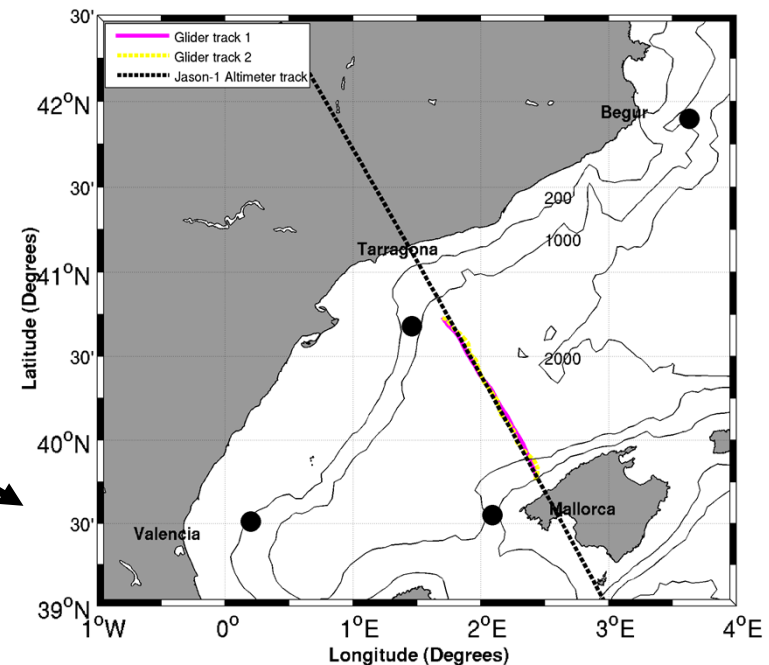 30'
Glider track 1
Glider track 2
Jason-1 Altimeter track
42°N
Begur
30'
200
1000
Tarragona
41°N
30'
2000
40°N
Mallorca
30'
Valencia
39°N
1°W 0° 1°E 2°E 3°E 4°E
Longitude (Degrees)
Latitude (Degrees)